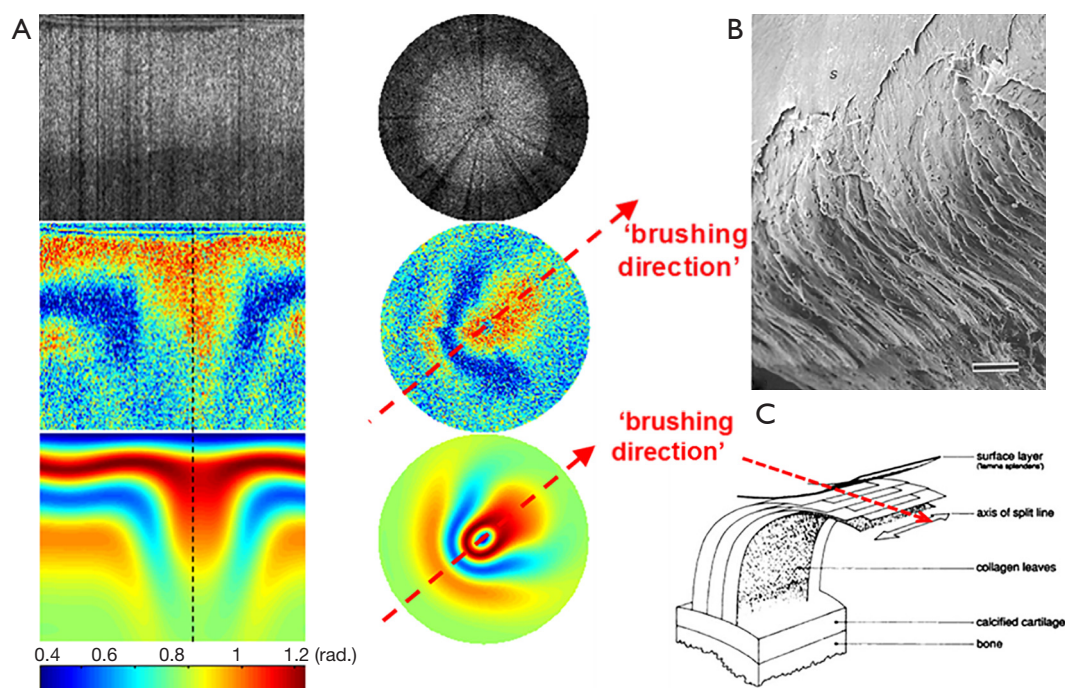 A
B
s
'brushing
direction'
'brushing
direction'
C
surface layer
('lamina splendens')
axis of split line
collagen leaves
calcified cartilage
bone
0.4 0.6 0.8 1 1.2 (rad.)